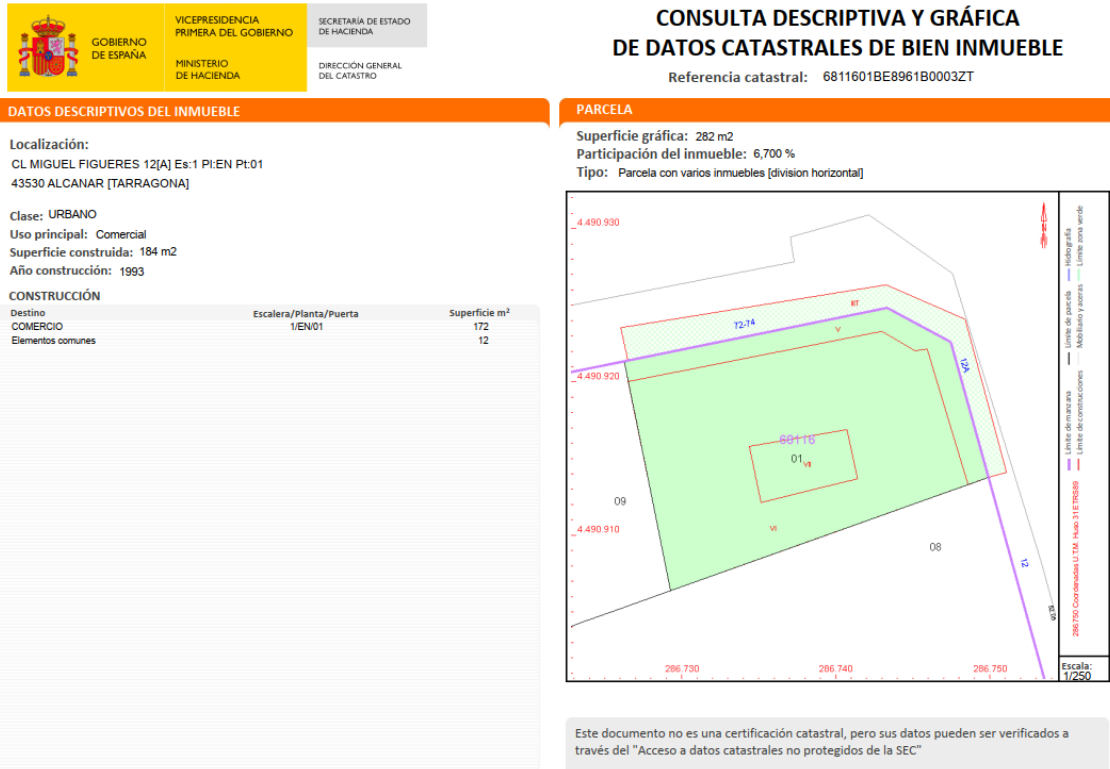 GOBIERNO
DE ESPAÑA
VICEPRESIDENCIA
PRIMERA DEL GOBIERNO
MINISTERIO
DE HACIENDA
SECRETARÍA DE ESTADO
DE HACIENDA
DIRECCIÓN GENERAL
DEL CATASTRO
CONSULTA DESCRIPTIVA Y GRÁFICA
DE DATOS CATASTRALES DE BIEN INMUEBLE
Referencia catastral: 6811601BE8961B0003ZT
DATOS DESCRIPTIVOS DEL INMUEBLE
Localización:
CL MIGUEL FIGUERES 12[A] Es:1 Pl:EN Pt:01
43530 ALCANAR [TARRAGONA]
Clase: URBANO
Uso principal: Comercial
Superficie construida: 184 m2
Año construcción: 1993
CONSTRUCCIÓN
Destino Escalera/Planta/Puerta Superficie m²
COMERCIO 1/EN/01 172
Elementos comunes 12
PARCELA
Superficie gráfica: 282 m2
Participación del inmueble: 6,700 %
Tipo: Parcela con varios inmuebles [division horizontal]
4.490.930
72-74
V
12A
4.490.920
01
VII
09
4.490.910
VI
08
12
286.730
286.740
286.750
Hidrografía
Límite zona verde
Límite de parcela
Mobiliario y aceras
Límite de manzana
Límite de construcciones
286.750 Coordenadas U.T.M. Huso 31 ETRS89
Escala:
1/250
Este documento no es una certificación catastral, pero sus datos pueden ser verificados a
través del "Acceso a datos catastrales no protegidos de la SEC"